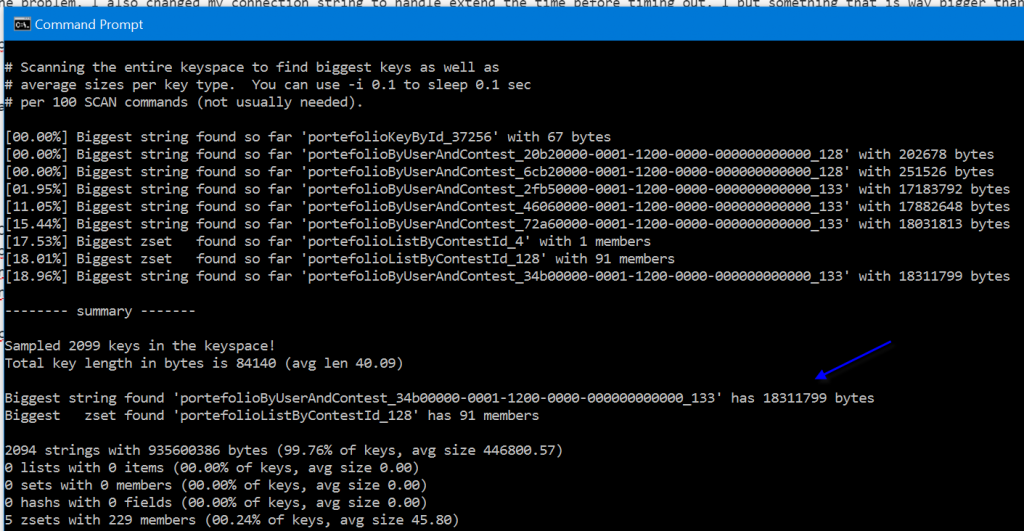 the problem. I also changed my connection string to handle extend the time before timing out. I but something that is way bigger than
Command Prompt
# Scanning the entire keyspace to find biggest keys as well as
# average sizes per key type.  You can use -i 0.1 to sleep 0.1 sec
# per 100 SCAN commands (not usually needed).
[00.00%] Biggest string found so far 'portefolioKeyById_37256' with 67 bytes
[00.00%] Biggest string found so far 'portefolioByUserAndContest_20b20000-0001-1200-0000-000000000000_128' with 202678 bytes
[00.00%] Biggest string found so far 'portefolioByUserAndContest_6cb20000-0001-1200-0000-000000000000_128' with 251526 bytes
[01.95%] Biggest string found so far 'portefolioByUserAndContest_2fb50000-0001-1200-0000-000000000000_133' with 17183792 bytes
[11.05%] Biggest string found so far 'portefolioByUserAndContest_46060000-0001-1200-0000-000000000000_133' with 17882648 bytes
[15.44%] Biggest string found so far 'portefolioByUserAndContest_72a60000-0001-1200-0000-000000000000_133' with 18031813 bytes
[17.53%] Biggest zset   found so far 'portefolioListByContestId_4' with 1 members
[18.01%] Biggest zset   found so far 'portefolioListByContestId_128' with 91 members
[18.96%] Biggest string found so far 'portefolioByUserAndContest_34b00000-0001-1200-0000-000000000000_133' with 18311799 bytes
-------- summary -------
Sampled 2099 keys in the keyspace!
Total key length in bytes is 84140 (avg len 40.09)
Biggest string found 'portefolioByUserAndContest_34b00000-0001-1200-0000-000000000000_133' has 18311799 bytes
Biggest   zset found 'portefolioListByContestId_128' has 91 members
2094 strings with 935600386 bytes (99.76% of keys, avg size 446800.57)
0 lists with 0 items (00.00% of keys, avg size 0.00)
0 sets with 0 members (00.00% of keys, avg size 0.00)
0 hashs with 0 fields (00.00% of keys, avg size 0.00)
5 zsets with 229 members (00.24% of keys, avg size 45.80)